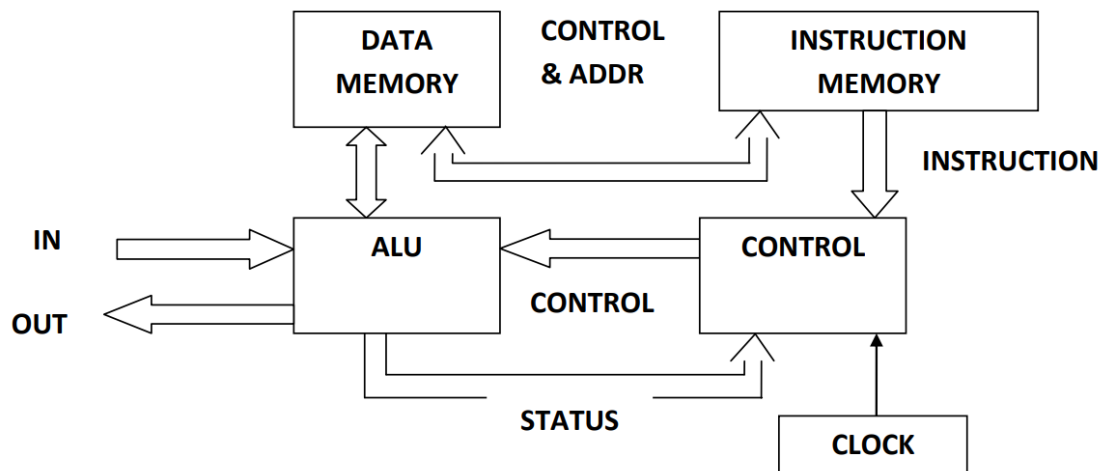 DATA
MEMORY
CONTROL
& ADDR
INSTRUCTION
MEMORY
INSTRUCTION
IN
ALU
CONTROL
OUT
CONTROL
STATUS
CLOCK